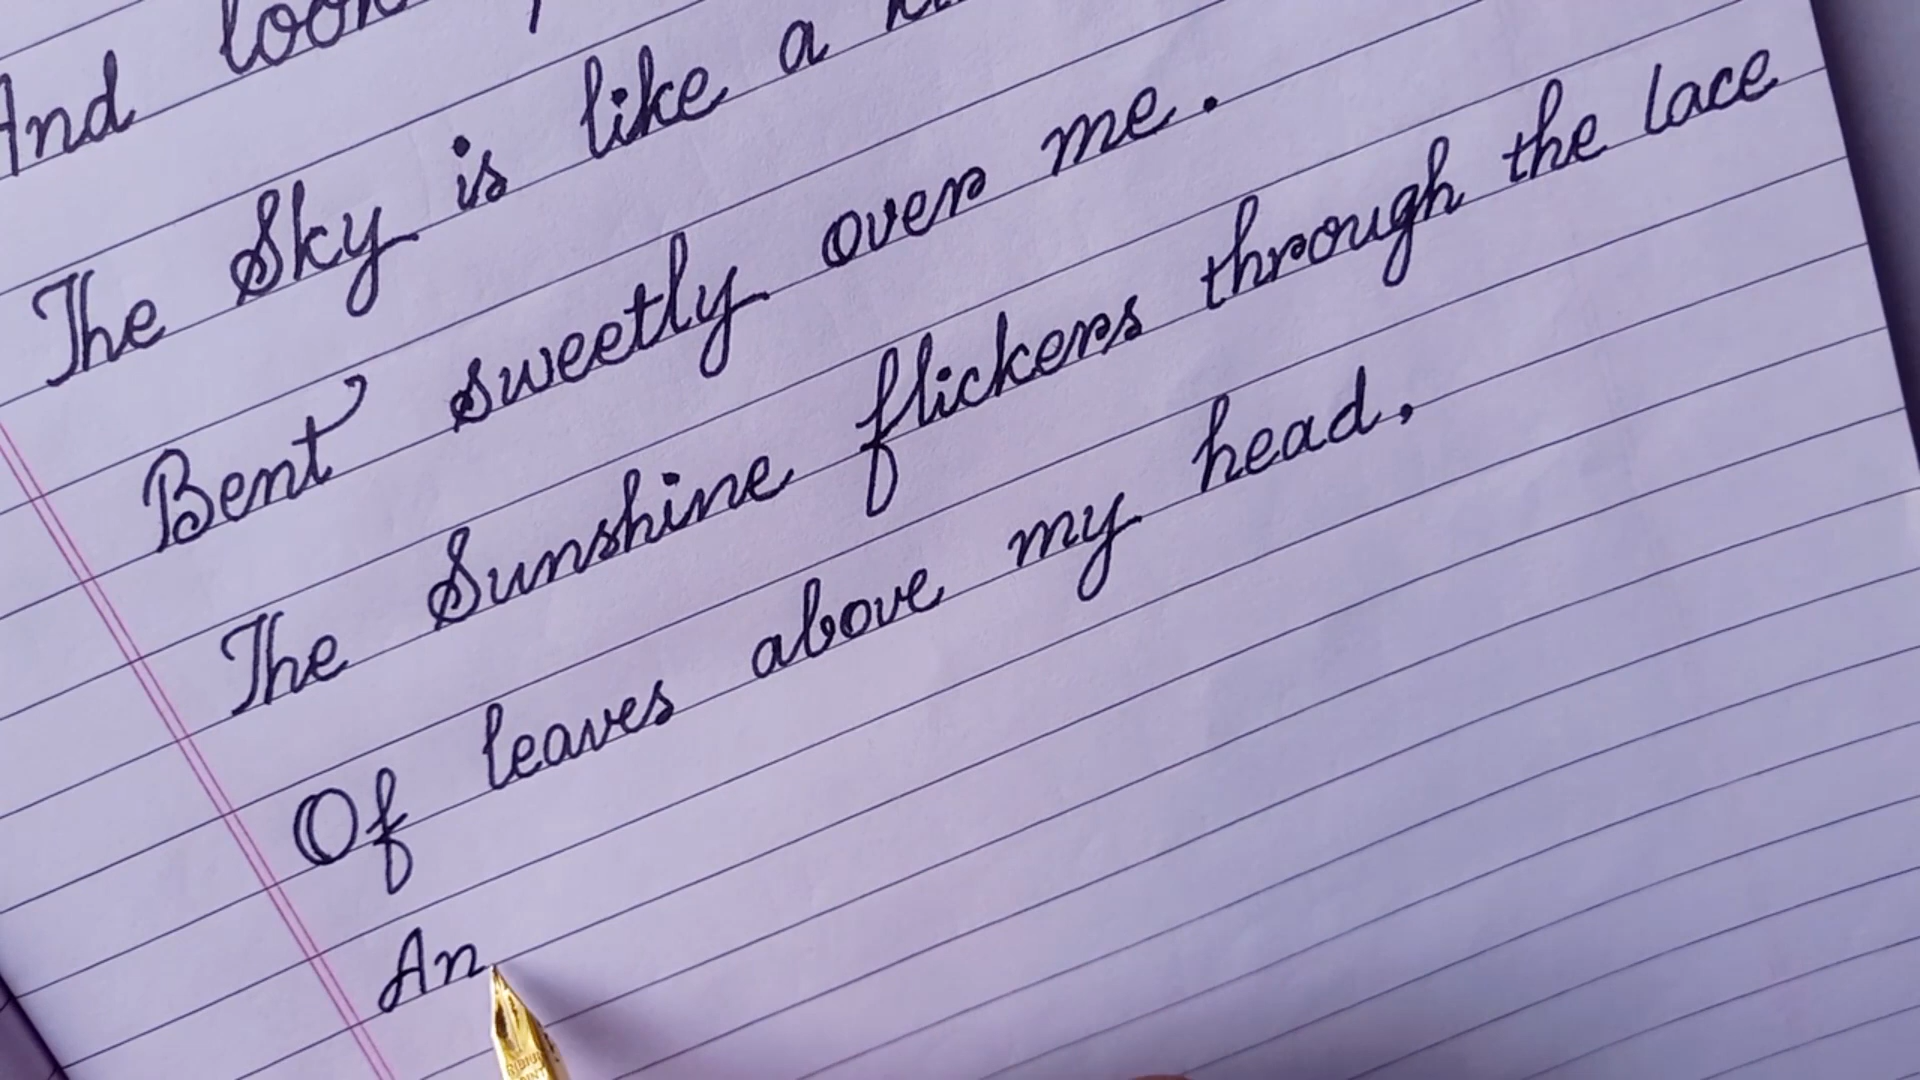 And look
The Sky is like a
Bent sweetly over me.
The Sunshine flickers through the lace
Of leaves above my head,
An